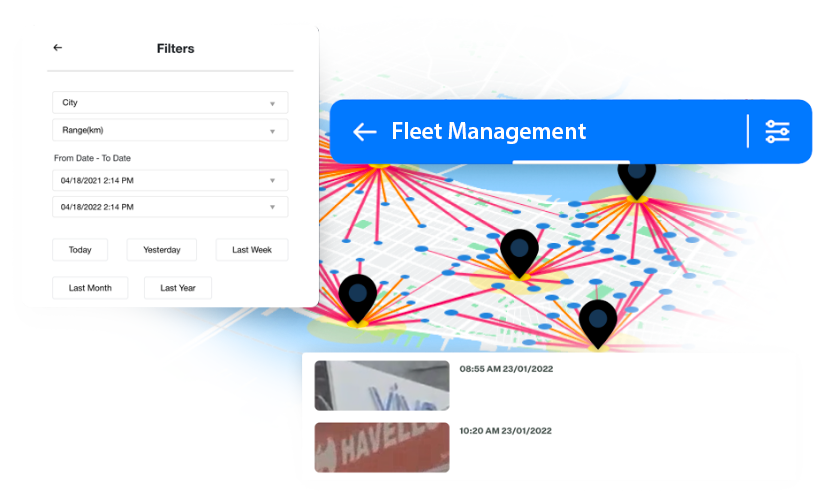 Filters
City
Range(km)
From Date - To Date
04/18/2021 2:14 PM
04/18/2022 2:14 PM
Today
Yesterday
Last Week
Last Month
Last Year
Fleet Management
08:55 AM 23/01/2022
10:20 AM 23/01/2022
HAVELLS